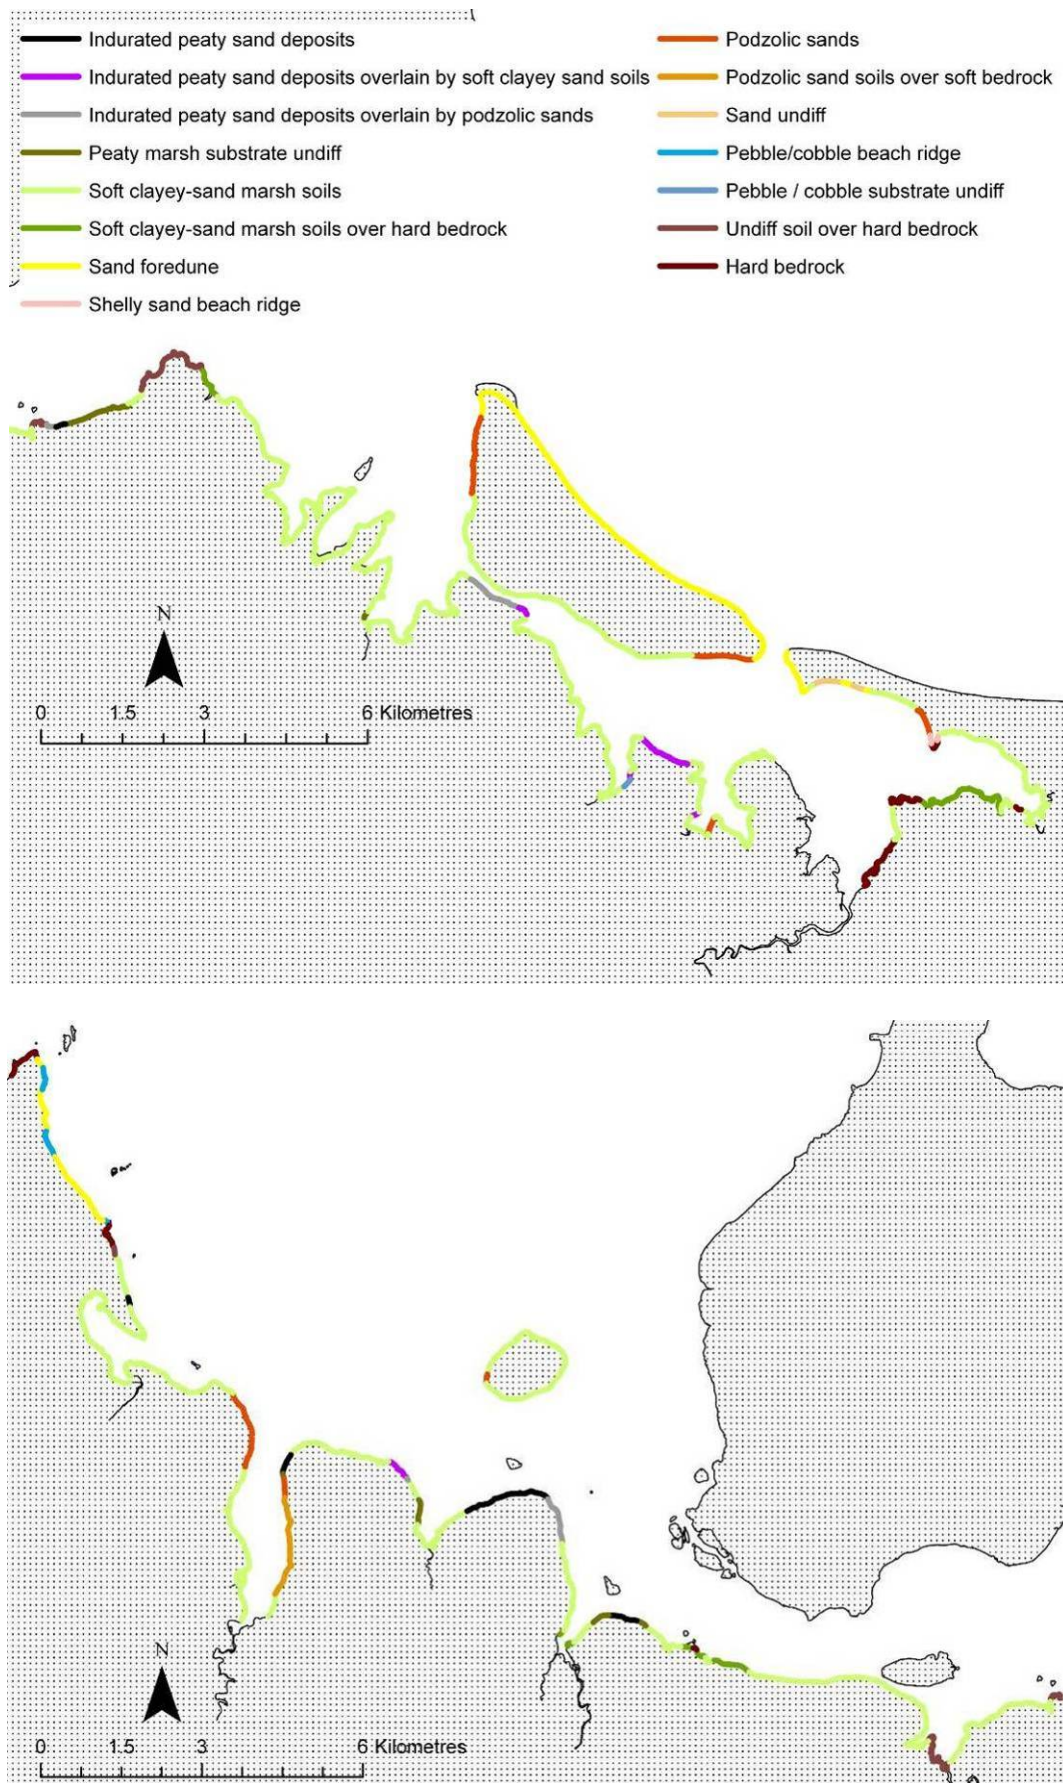 Indurated peaty sand deposits
Indurated peaty sand deposits overlain by soft clayey sand soils
Indurated peaty sand deposits overlain by podzolic sands
Peaty marsh substrate undiff
Soft clayey-sand marsh soils
Soft clayey-sand marsh soils over hard bedrock
Sand foredune
Shelly sand beach ridge
Podzolic sands
Podzolic sand soils over soft bedrock
Sand undiff
Pebble/cobble beach ridge
Pebble / cobble substrate undiff
Undiff soil over hard bedrock
Hard bedrock
N
0 1.5 3 6 Kilometres
N
0 1.5 3 6 Kilometres